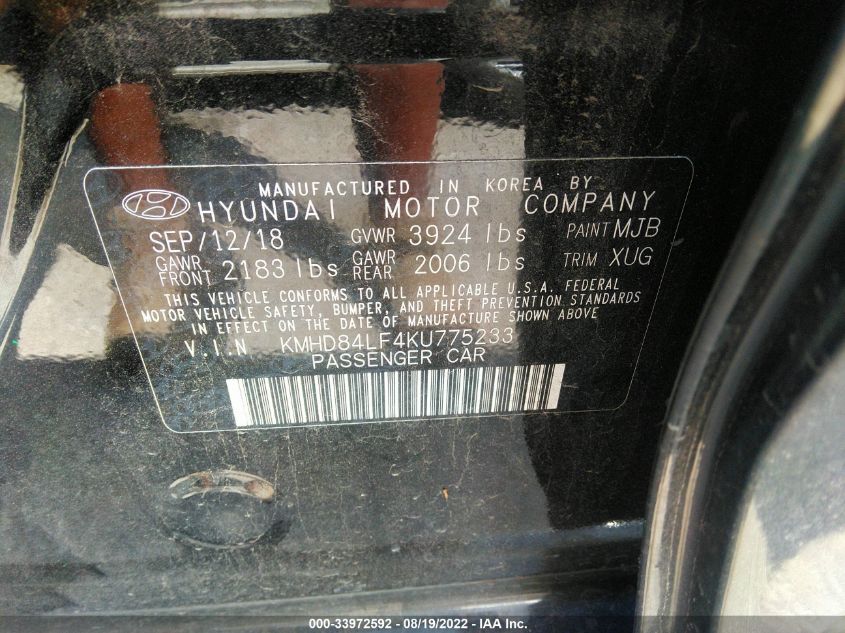 MANUFACTURED IN KOREA BY
HYUNDAI MOTOR COMPANY
SEP/12/18 GVWR 3924 lbs PAINT MJB
GAWR FRONT 2183 lbs GAWR REAR 2006 lbs TRIM XUG
THIS VEHICLE CONFORMS TO ALL APPLICABLE U.S.A. FEDERAL
MOTOR VEHICLE SAFETY, BUMPER, AND THEFT PREVENTION STANDARDS
IN EFFECT ON THE DATE OF MANUFACTURE SHOWN ABOVE
V.I.N. KMHD84LF4KU775233
PASSENGER CAR
000-33972592 - 08/19/2022 - IAA Inc.